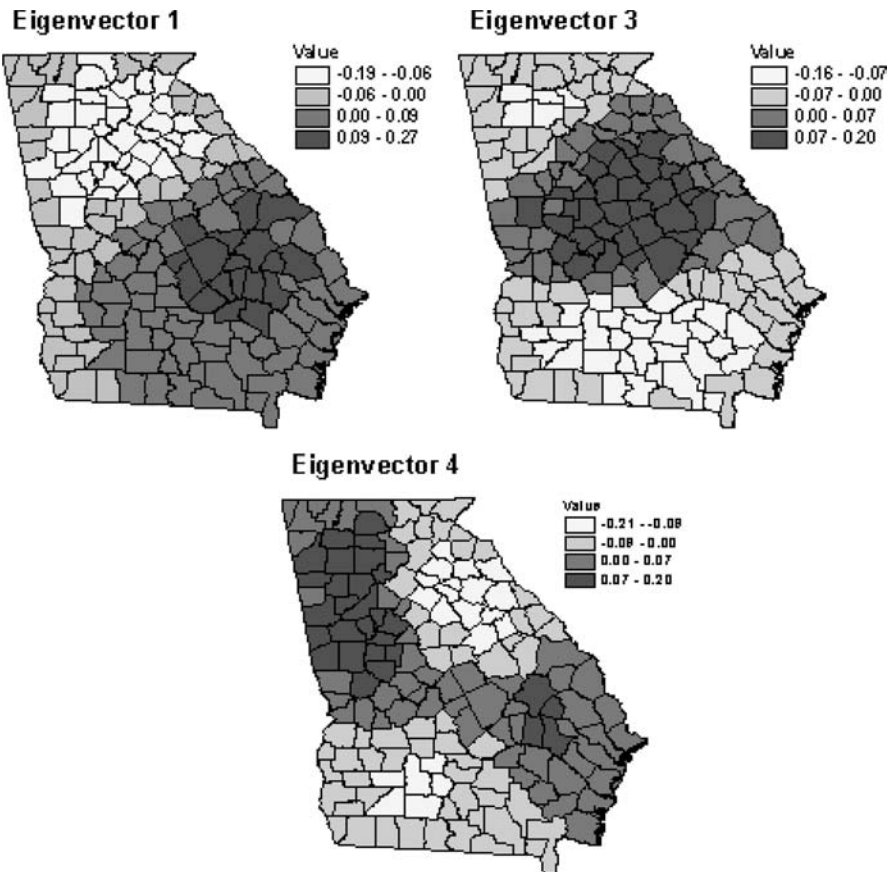 Eigenvector 1
Value
-0.19 - -0.06
-0.06 - 0.00
0.00 - 0.09
0.09 - 0.27
Eigenvector 3
Value
-0.16 - -0.07
-0.07 - 0.00
0.00 - 0.07
0.07 - 0.20
Eigenvector 4
Value
-0.21 - -0.08
-0.08 - 0.00
0.00 - 0.07
0.07 - 0.20